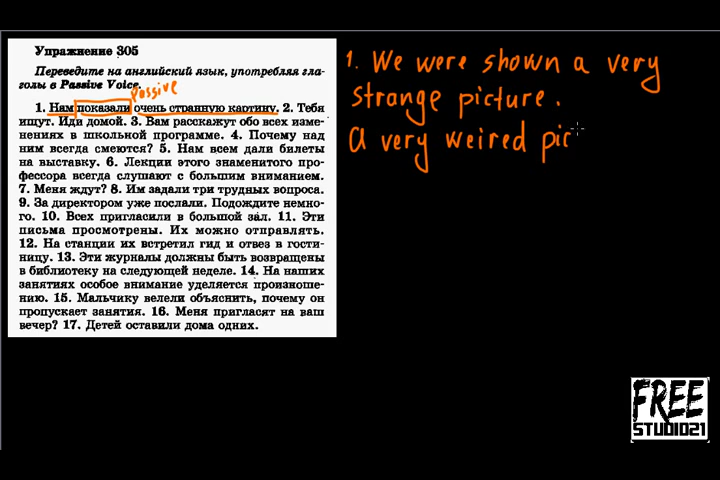 Упражнение 305
Переведите на английский язык, употребляя гла-
голы в Passive Voice.
passive
1. Нам показали очень странную картину. 2. Тебя
ищут. Иди домой. 3. Вам расскажут обо всех изме-
нениях в школьной программе. 4. Почему над
ним всегда смеются? 5. Нам всем дали билеты
на выставку. 6. Лекции этого знаменитого про-
фессора всегда слушают с большим вниманием.
7. Меня ждут? 8. Им задали три трудных вопроса.
9. За директором уже послали. Подождите немно-
го. 10. Всех пригласили в большой зал. 11. Эти
письма просмотрены. Их можно отправлять.
12. На станции их встретил гид и отвез в гости-
ницу. 13. Эти журналы должны быть возвращены
в библиотеку на следующей неделе. 14. На наших
занятиях особое внимание уделяется произноше-
нию. 15. Мальчику велели объяснить, почему он
пропускает занятия. 16. Меня пригласят на ваш
вечер? 17. Детей оставили дома одних.
1. We were shown a very
strange picture.
A very weired pic
FREE
STUDIO21